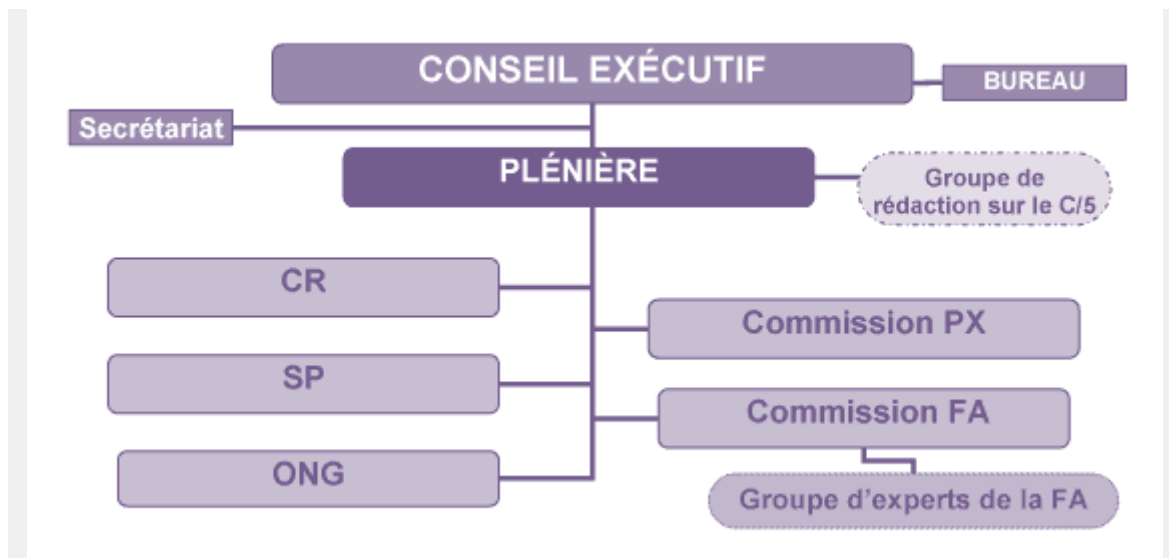 CONSEIL EXÉCUTIF
BUREAU
Secrétariat
PLÉNIÈRE
Groupe de
rédaction sur le C/5
CR
Commission PX
SP
Commission FA
ONG
Groupe d'experts de la FA